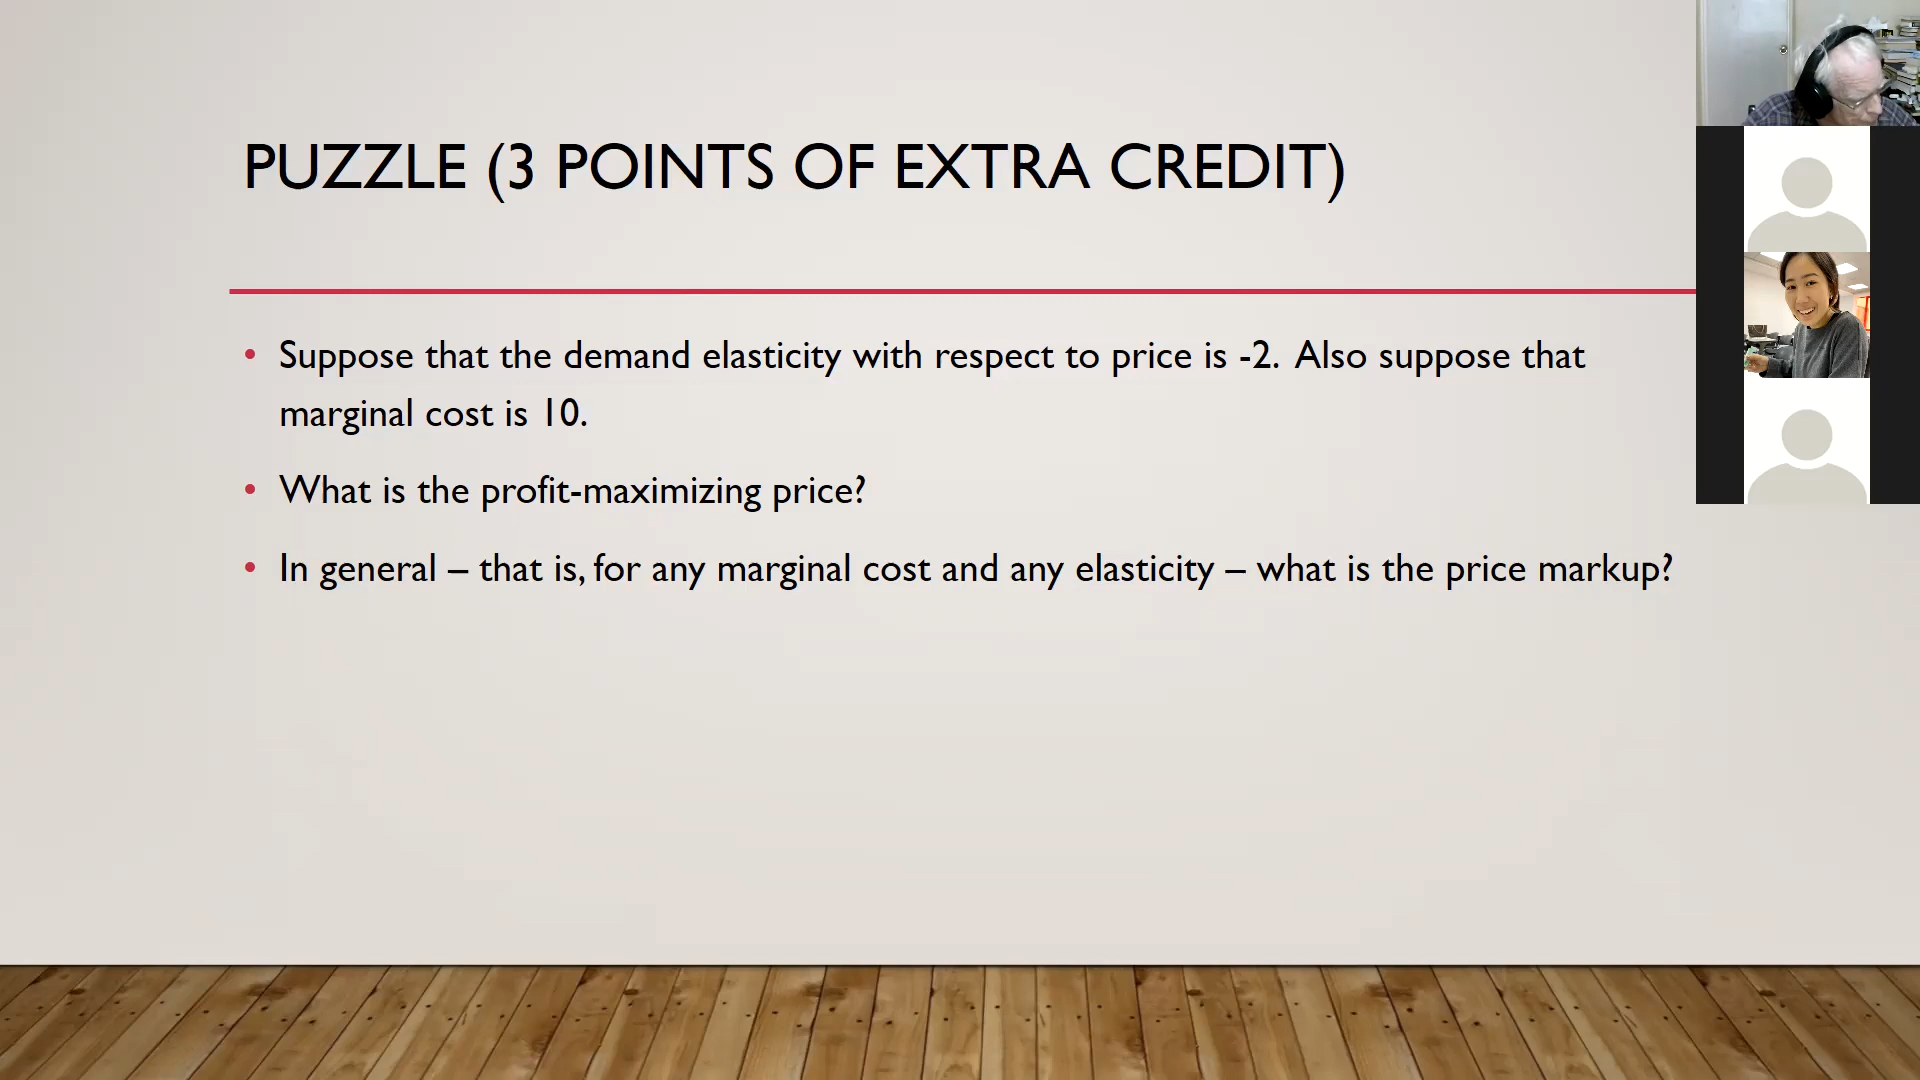 PUZZLE (3 POINTS OF EXTRA CREDIT)
• Suppose that the demand elasticity with respect to price is -2. Also suppose that
marginal cost is 10.
• What is the profit-maximizing price?
• In general – that is, for any marginal cost and any elasticity – what is the price markup?